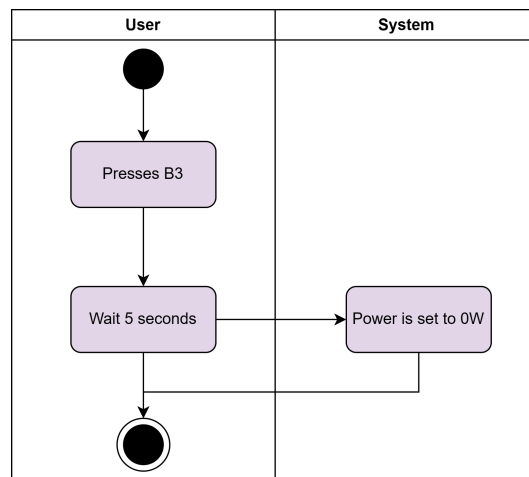 User
System
Presses B3
Wait 5 seconds
Power is set to 0W